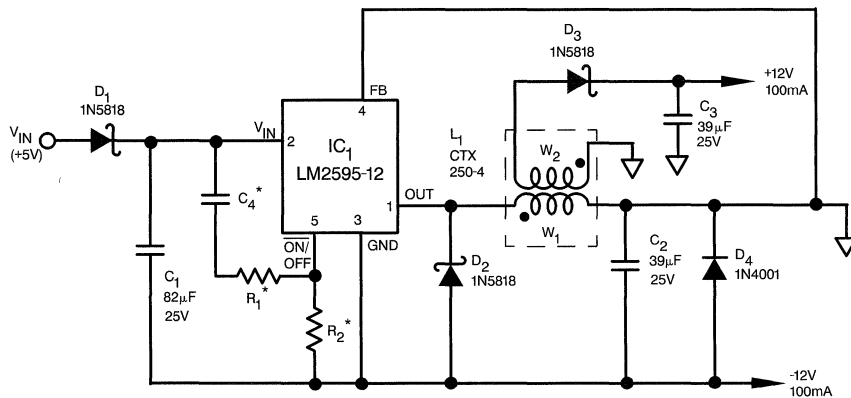 D3
1N5818
+12V
100mA
D1
1N5818
FB
4
VIN
(+5V)
VIN
2
IC1
LM2595-12
C3
39µF
25V
L1
CTX
250-4
W2
W1
C4*
OUT
1
5
3
ON/
OFF
GND
C1
82µF
25V
R1*
R2*
D2
1N5818
C2
39µF
25V
D4
1N4001
-12V
100mA